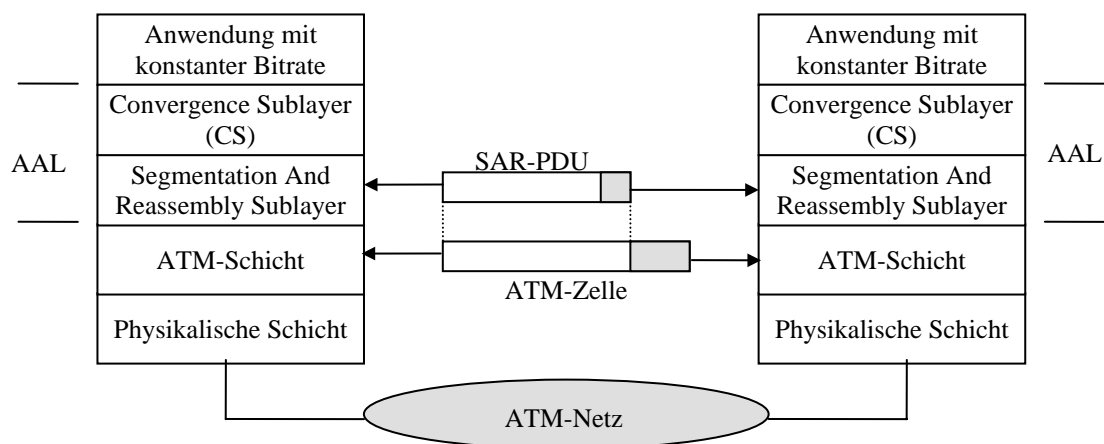 Anwendung mit
konstanter Bitrate
Convergence Sublayer
(CS)
AAL
Segmentation And
Reassembly Sublayer
ATM-Schicht
Physikalische Schicht
SAR-PDU
ATM-Zelle
Anwendung mit
konstanter Bitrate
Convergence Sublayer
(CS)
AAL
Segmentation And
Reassembly Sublayer
ATM-Schicht
Physikalische Schicht
ATM-Netz